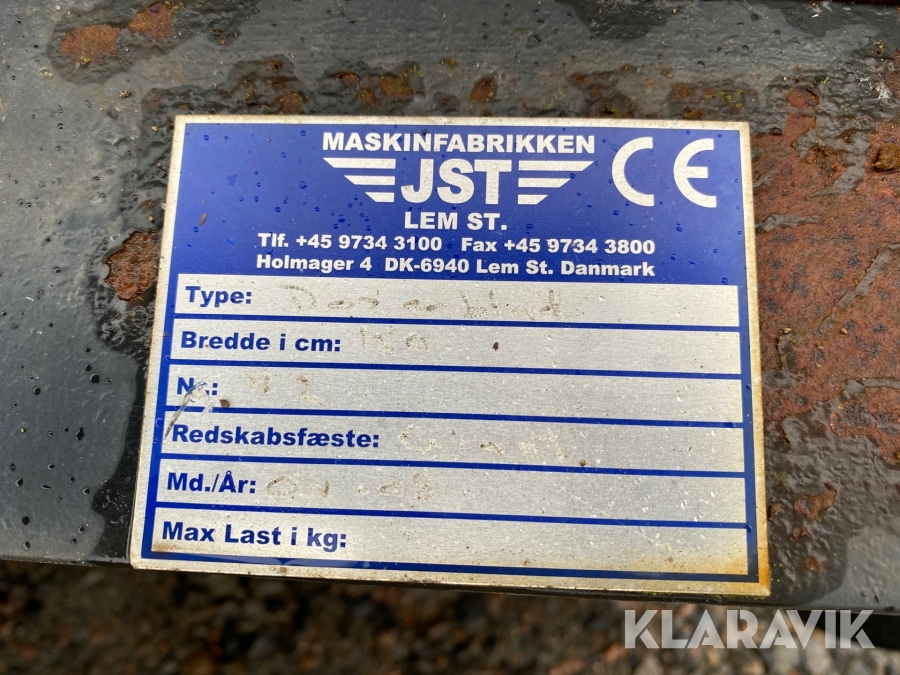 MASKINFABRIKKEN
JST
LEM ST.
CE
Tlf. +45 9734 3100 Fax +45 9734 3800
Holmager 4 DK-6940 Lem St. Danmark
Type:
Bredde i cm:
Nr.:
Redskabsfæste:
Md./År:
Max Last i kg:
KLARAVIK